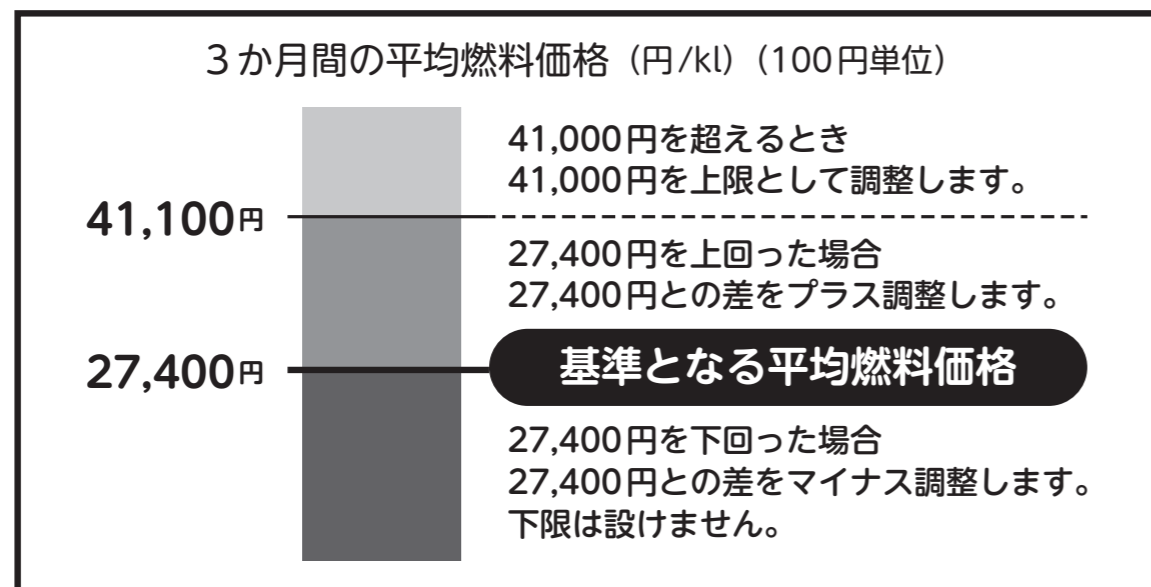 ３か月間の平均燃料価格（円/kl）（100円単位）
41,000円を超えるとき
41,000円を上限として調整します。
41,100円
27,400円を上回った場合
27,400円との差をプラス調整します。
27,400円
基準となる平均燃料価格
27,400円を下回った場合
27,400円との差をマイナス調整します。
下限は設けません。